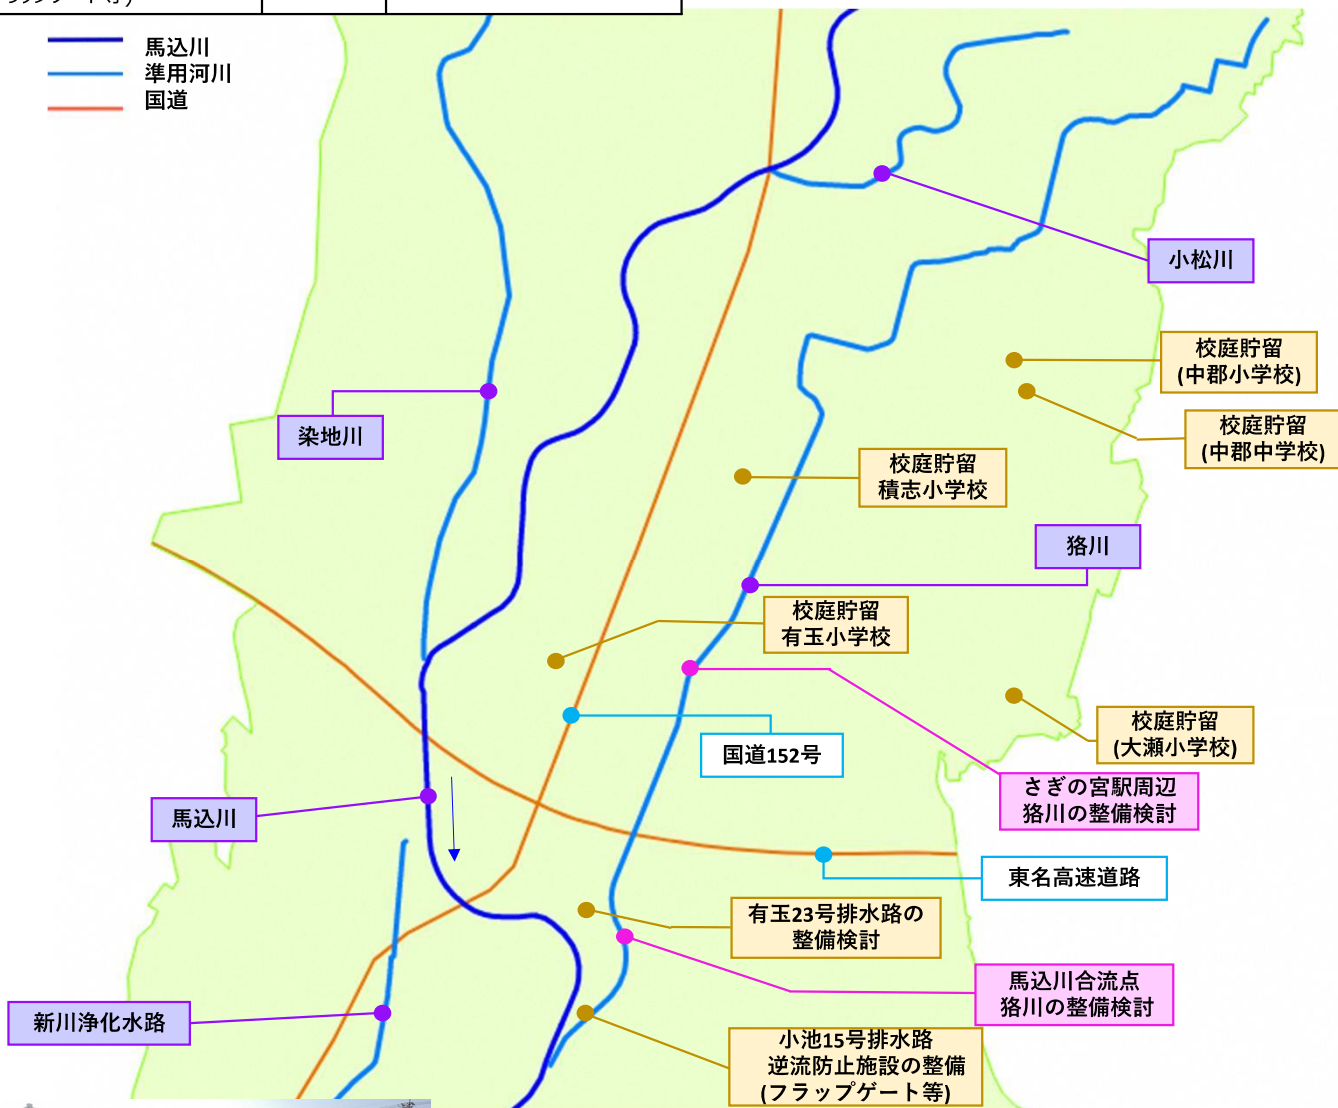 馬込川
準用河川
国道
小松川
校庭貯留
(中郡小学校)
校庭貯留
(中郡中学校)
染地川
校庭貯留
積志小学校
狢川
校庭貯留
有玉小学校
校庭貯留
(大瀬小学校)
国道152号
さぎの宮駅周辺
狢川の整備検討
馬込川
東名高速道路
有玉23号排水路の
整備検討
馬込川合流点
狢川の整備検討
新川浄化水路
小池15号排水路
逆流防止施設の整備
(フラップゲート等)